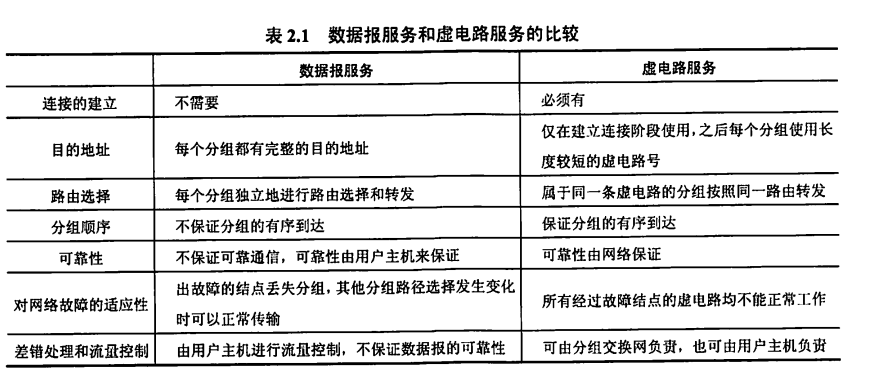 表 2.1 数据报服务和虚电路服务的比较
数据报服务 虚电路服务
连接的建立 不需要 必须有
目的地址 每个分组都有完整的目的地址 仅在建立连接阶段使用，之后每个分组使用长
度较短的虚电路号
路由选择 每个分组独立地进行路由选择和转发 属于同一条虚电路的分组按照同一路由转发
分组顺序 不保证分组的有序到达 保证分组的有序到达
可靠性 不保证可靠通信，可靠性由用户主机来保证 可靠性由网络保证
对网络故障的适应性 出故障的结点丢失分组，其他分组路径选择发生变化
时可以正常传输 所有经过故障结点的虚电路均不能正常工作
差错处理和流量控制 由用户主机进行流量控制，不保证数据报的可靠性 可由分组交换网负责，也可由用户主机负责